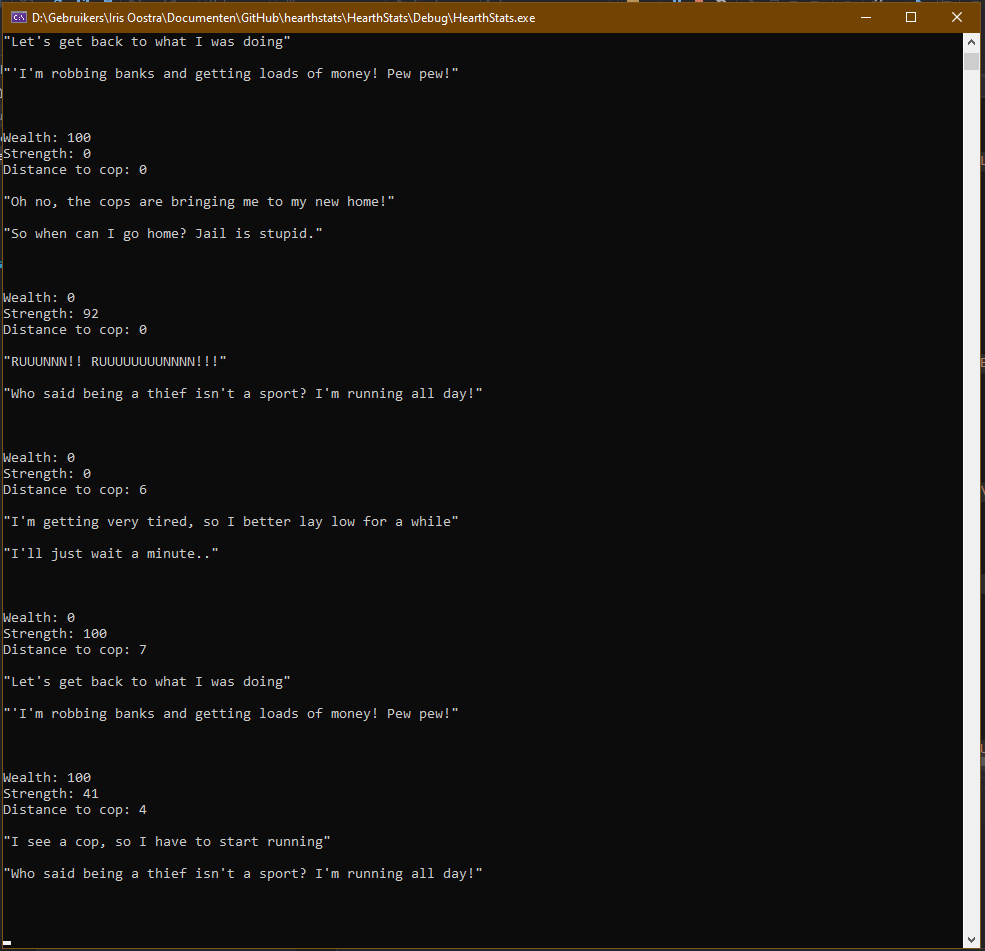 D:\Gebruikers\Iris Oostra\Documenten\GitHub\hearthstats\HearthStats\Debug\HearthStats.exe
"Let's get back to what I was doing"
"'I'm robbing banks and getting loads of money! Pew pew!"
Wealth: 100
Strength: 0
Distance to cop: 0
"Oh no, the cops are bringing me to my new home!"
"So when can I go home? Jail is stupid."
Wealth: 0
Strength: 92
Distance to cop: 0
"RUUUNNN!! RUUUUUUUUNNNN!!!"
"Who said being a thief isn't a sport? I'm running all day!"
Wealth: 0
Strength: 0
Distance to cop: 6
"I'm getting very tired, so I better lay low for a while"
"I'll just wait a minute.."
Wealth: 0
Strength: 100
Distance to cop: 7
"Let's get back to what I was doing"
"'I'm robbing banks and getting loads of money! Pew pew!"
Wealth: 100
Strength: 41
Distance to cop: 4
"I see a cop, so I have to start running"
"Who said being a thief isn't a sport? I'm running all day!"